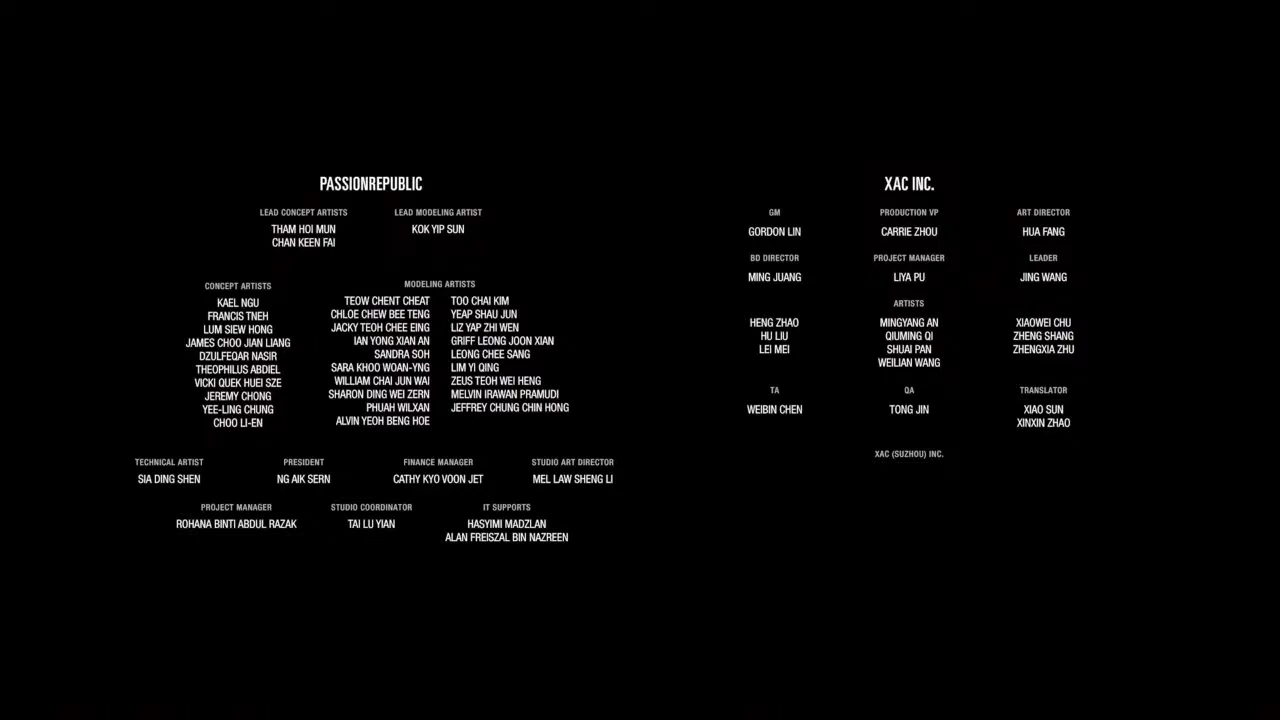 PASSIONREPUBLIC
LEAD CONCEPT ARTISTS
THAM HOI MUN
CHAN KEEN FAI
LEAD MODELING ARTIST
KOK YIP SUN
CONCEPT ARTISTS
KAEL NGU
FRANCIS TNEH
LUM SIEW HONG
JAMES CHOO JIAN LIANG
DZULFEQAR NASIR
THEOPHILUS ABDIEL
VICKI QUEK HUEI SZE
JEREMY CHONG
YEE-LING CHUNG
CHOO LI-EN
MODELING ARTISTS
TEOW CHENT CHEAT
CHLOE CHEW BEE TENG
JACKY TEOH CHEE EING
IAN YONG XIAN AN
SANDRA SOH
SARA KHOO WOAN-YNG
WILLIAM CHAI JUN WAI
SHARON DING WEI ZERN
PHUAH WILXAN
ALVIN YEOH BENG HOE
TOO CHAI KIM
YEAP SHAU JUN
LIZ YAP ZHI WEN
GRIFF LEONG JOON XIAN
LEONG CHEE SANG
LIM YI QING
ZEUS TEOH WEI HENG
MELVIN IRAWAN PRAMUDI
JEFFREY CHUNG CHIN HONG
TECHNICAL ARTIST
SIA DING SHEN
PRESIDENT
NG AIK SERN
FINANCE MANAGER
CATHY KYO VOON JET
STUDIO ART DIRECTOR
MEL LAW SHENG LI
PROJECT MANAGER
ROHANA BINTI ABDUL RAZAK
STUDIO COORDINATOR
TAI LU YIAN
IT SUPPORTS
HASYIMI MADZLAN
ALAN FREISZAL BIN NAZREEN
XAC INC.
GM
GORDON LIN
PRODUCTION VP
CARRIE ZHOU
ART DIRECTOR
HUA FANG
BD DIRECTOR
MING JUANG
PROJECT MANAGER
LIYA PU
LEADER
JING WANG
ARTISTS
HENG ZHAO
HU LIU
LEI MEI
MINGYANG AN
QIUMING QI
SHUAI PAN
WEILIAN WANG
XIAOWEI CHU
ZHENG SHANG
ZHENGXIA ZHU
TA
WEIBIN CHEN
QA
TONG JIN
TRANSLATOR
XIAO SUN
XINXIN ZHAO
XAC (SUZHOU) INC.